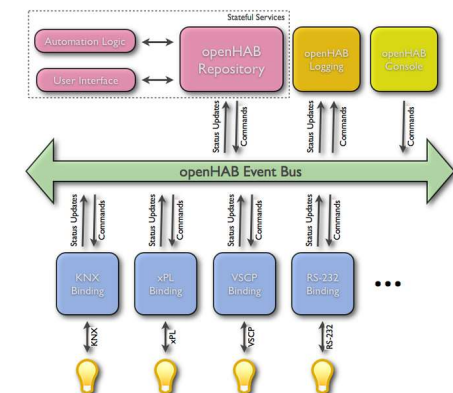 Stateful Services
Automation Logic
User Interface
openHAB
Repository
openHAB
Logging
openHAB
Console
Status Updates
Commands
Status Updates
Commands
Commands
openHAB Event Bus
Status Updates
Commands
Status Updates
Commands
Status Updates
Commands
Status Updates
Commands
KNX
Binding
xPL
Binding
VSCP
Binding
RS-232
Binding
...
KNX
xPL
VSCP
RS-232